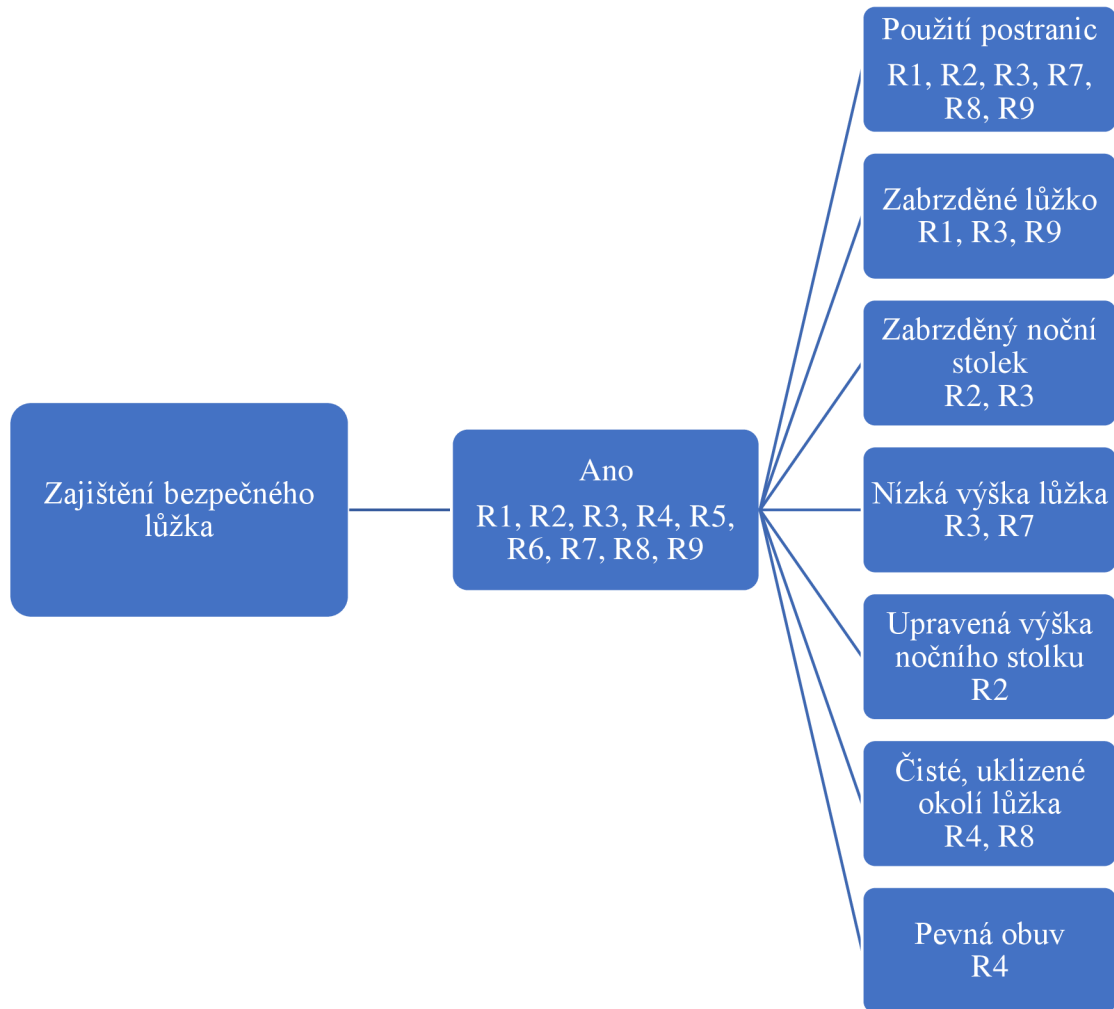 Zajištění bezpečného
lůžka
Ano
R1, R2, R3, R4, R5,
R6, R7, R8, R9
Použití postranic
R1, R2, R3, R7,
R8, R9
Zabrzděné lůžko
R1, R3, R9
Zabrzděný noční
stolek
R2, R3
Nízká výška lůžka
R3, R7
Upravená výška
nočního stolku
R2
Čisté, uklizené
okolí lůžka
R4, R8
Pevná obuv
R4